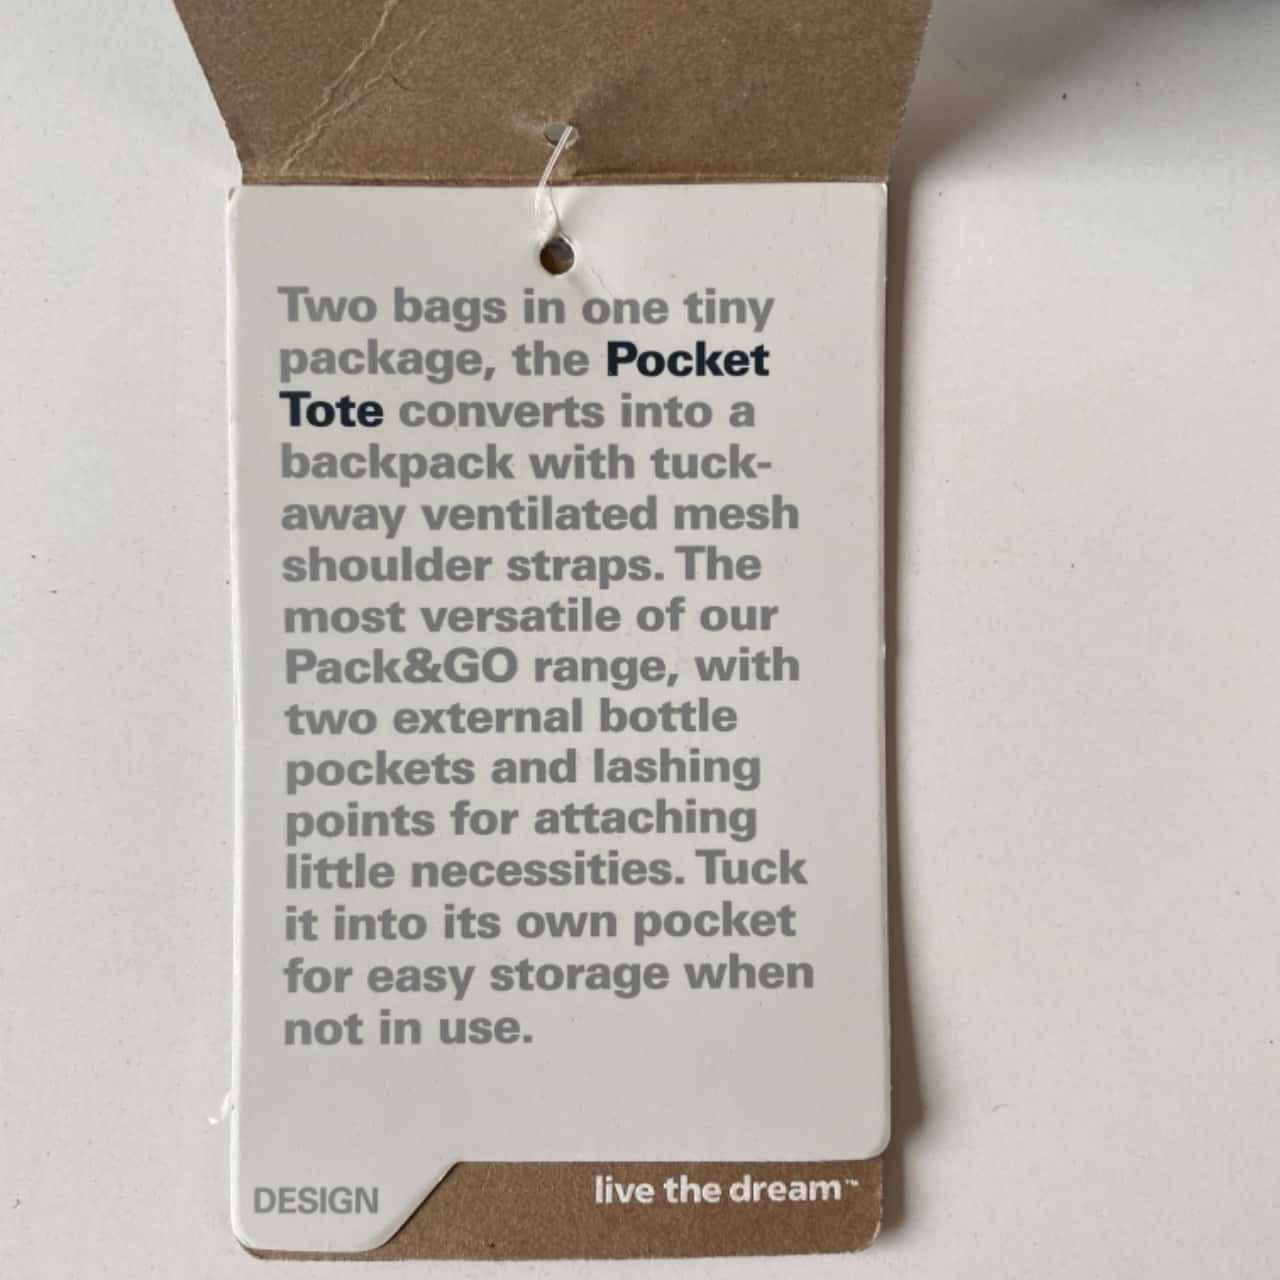 Two bags in one tiny
package, the Pocket
Tote converts into a
backpack with tuck-
away ventilated mesh
shoulder straps. The
most versatile of our
Pack&GO range, with
two external bottle
pockets and lashing
points for attaching
little necessities. Tuck
it into its own pocket
for easy storage when
not in use.
live the dream™
DESIGN